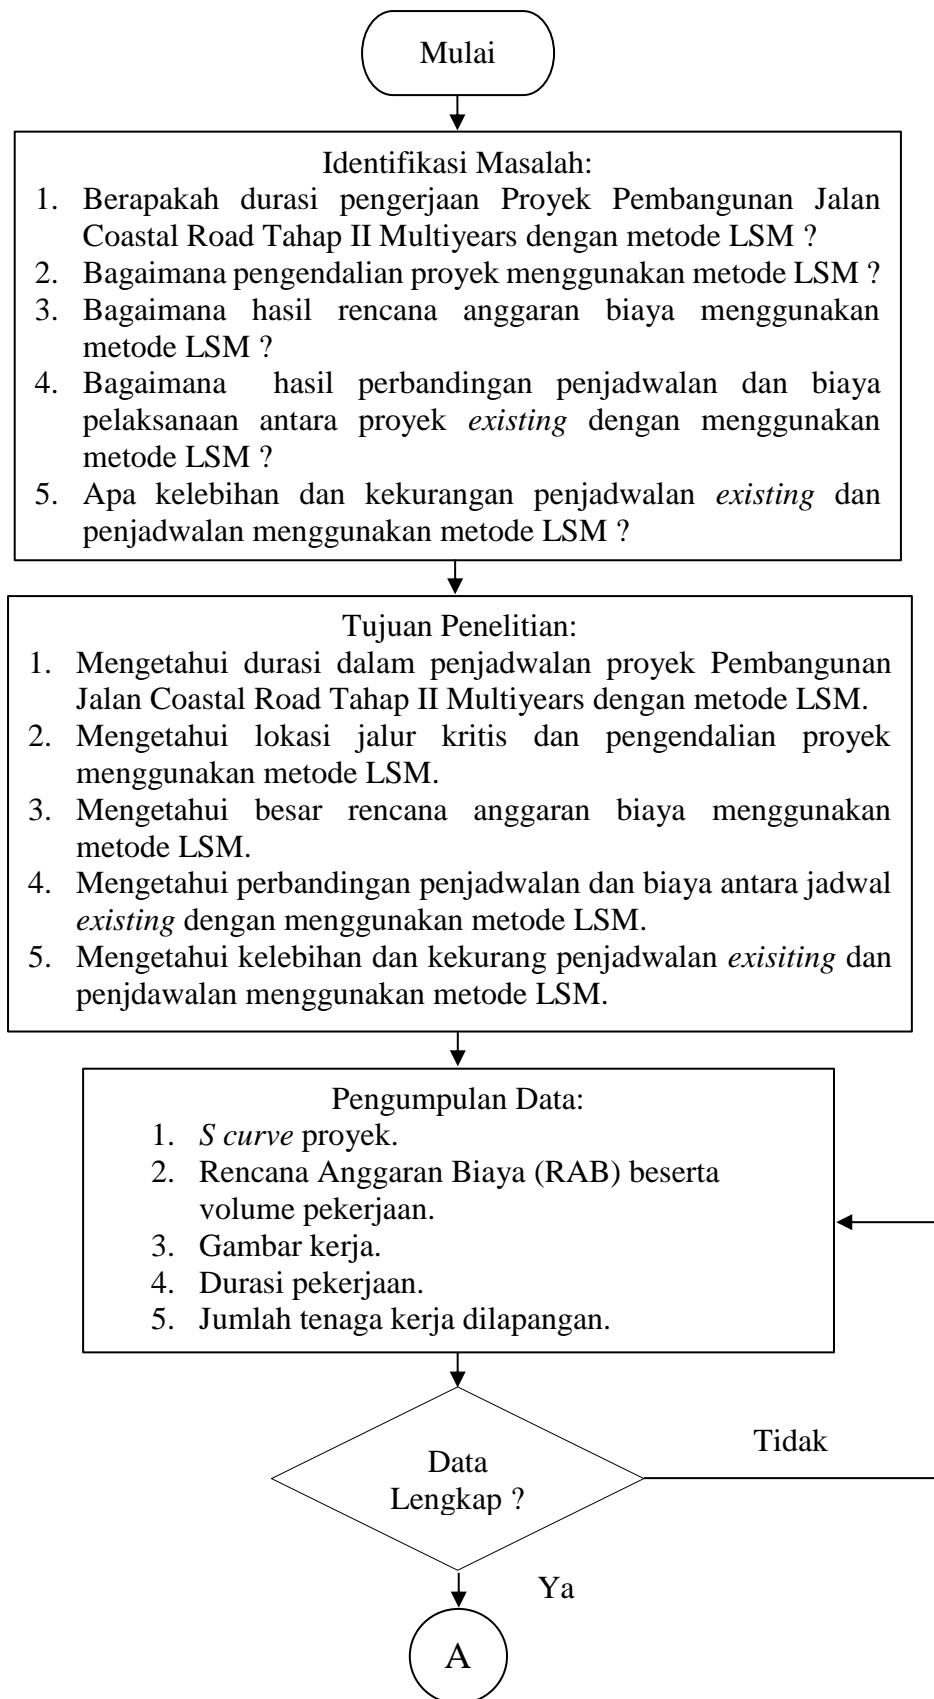 Mulai
Identifikasi Masalah:
1. Berapakah durasi pengerjaan Proyek Pembangunan Jalan
Coastal Road Tahap II Multiyears dengan metode LSM ?
2. Bagaimana pengendalian proyek menggunakan metode LSM ?
3. Bagaimana hasil rencana anggaran biaya menggunakan
metode LSM ?
4. Bagaimana hasil perbandingan penjadwalan dan biaya
pelaksanaan antara proyek existing dengan menggunakan
metode LSM ?
5. Apa kelebihan dan kekurangan penjadwalan existing dan
penjadwalan menggunakan metode LSM ?
Tujuan Penelitian:
1. Mengetahui durasi dalam penjadwalan proyek Pembangunan
Jalan Coastal Road Tahap II Multiyears dengan metode LSM.
2. Mengetahui lokasi jalur kritis dan pengendalian proyek
menggunakan metode LSM.
3. Mengetahui besar rencana anggaran biaya menggunakan
metode LSM.
4. Mengetahui perbandingan penjadwalan dan biaya antara jadwal
existing dengan menggunakan metode LSM.
5. Mengetahui kelebihan dan kekurang penjadwalan exisiting dan
penjdawalan menggunakan metode LSM.
Pengumpulan Data:
1. S curve proyek.
2. Rencana Anggaran Biaya (RAB) beserta
volume pekerjaan.
3. Gambar kerja.
4. Durasi pekerjaan.
5. Jumlah tenaga kerja dilapangan.
Tidak
Data
Lengkap ?
Ya
A